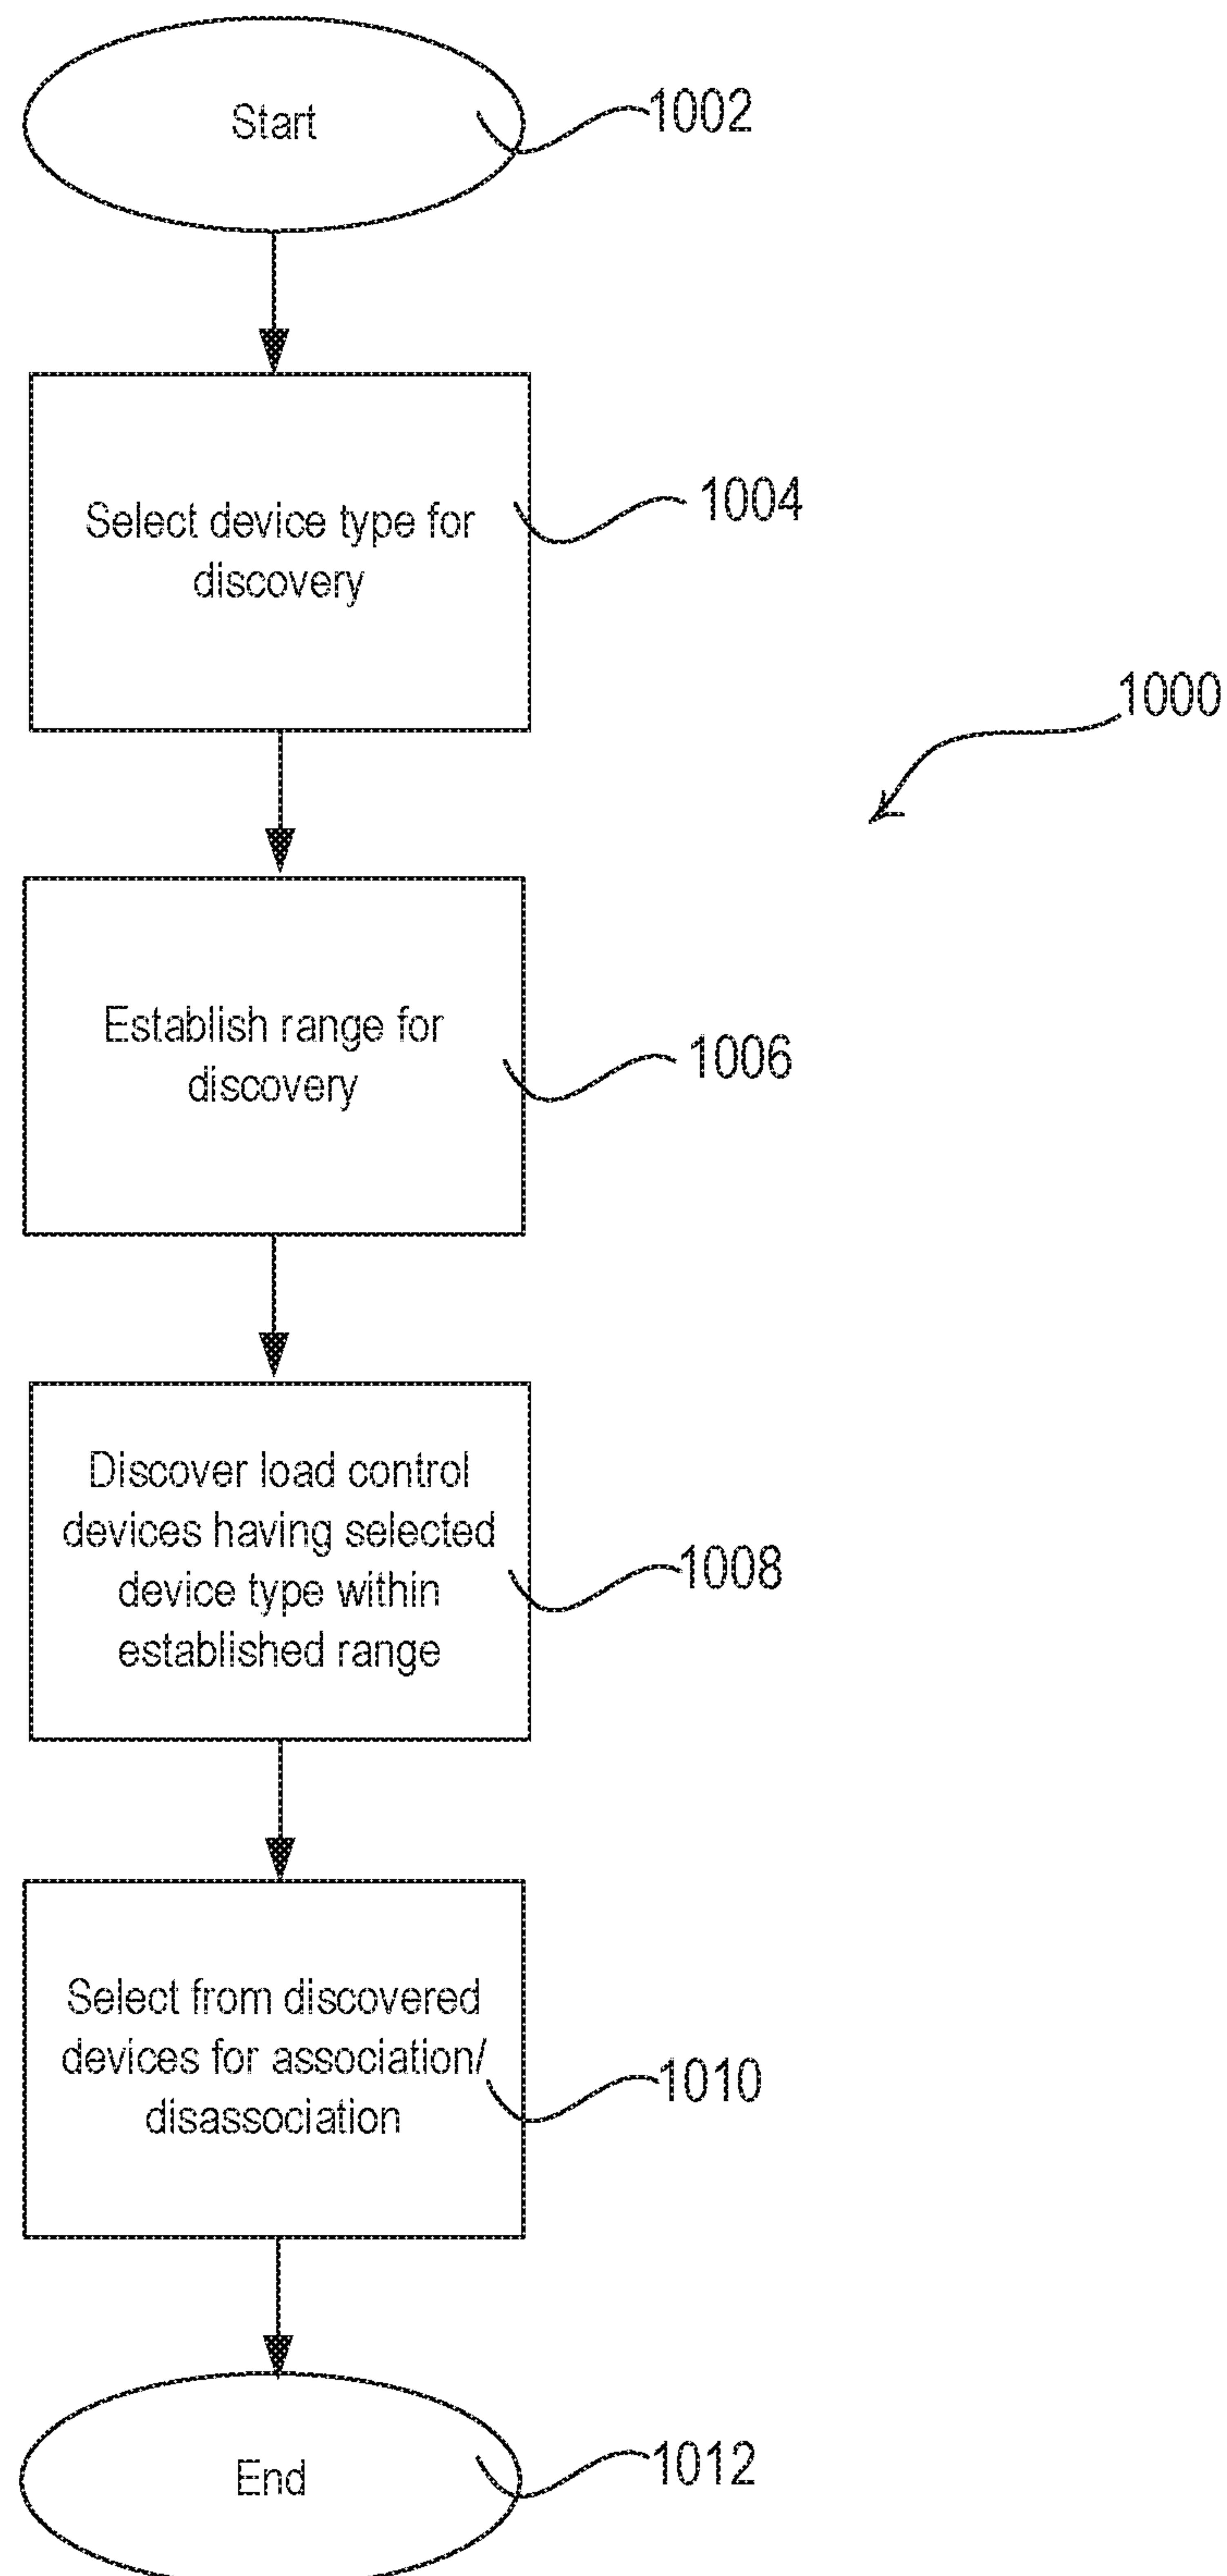 Start
1002
Select device type for
discovery
1004
1000
Establish range for
discovery
1006
Discover load control
devices having selected
device type within
established range
1008
Select from discovered
devices for association/
disassociation
1010
End
1012